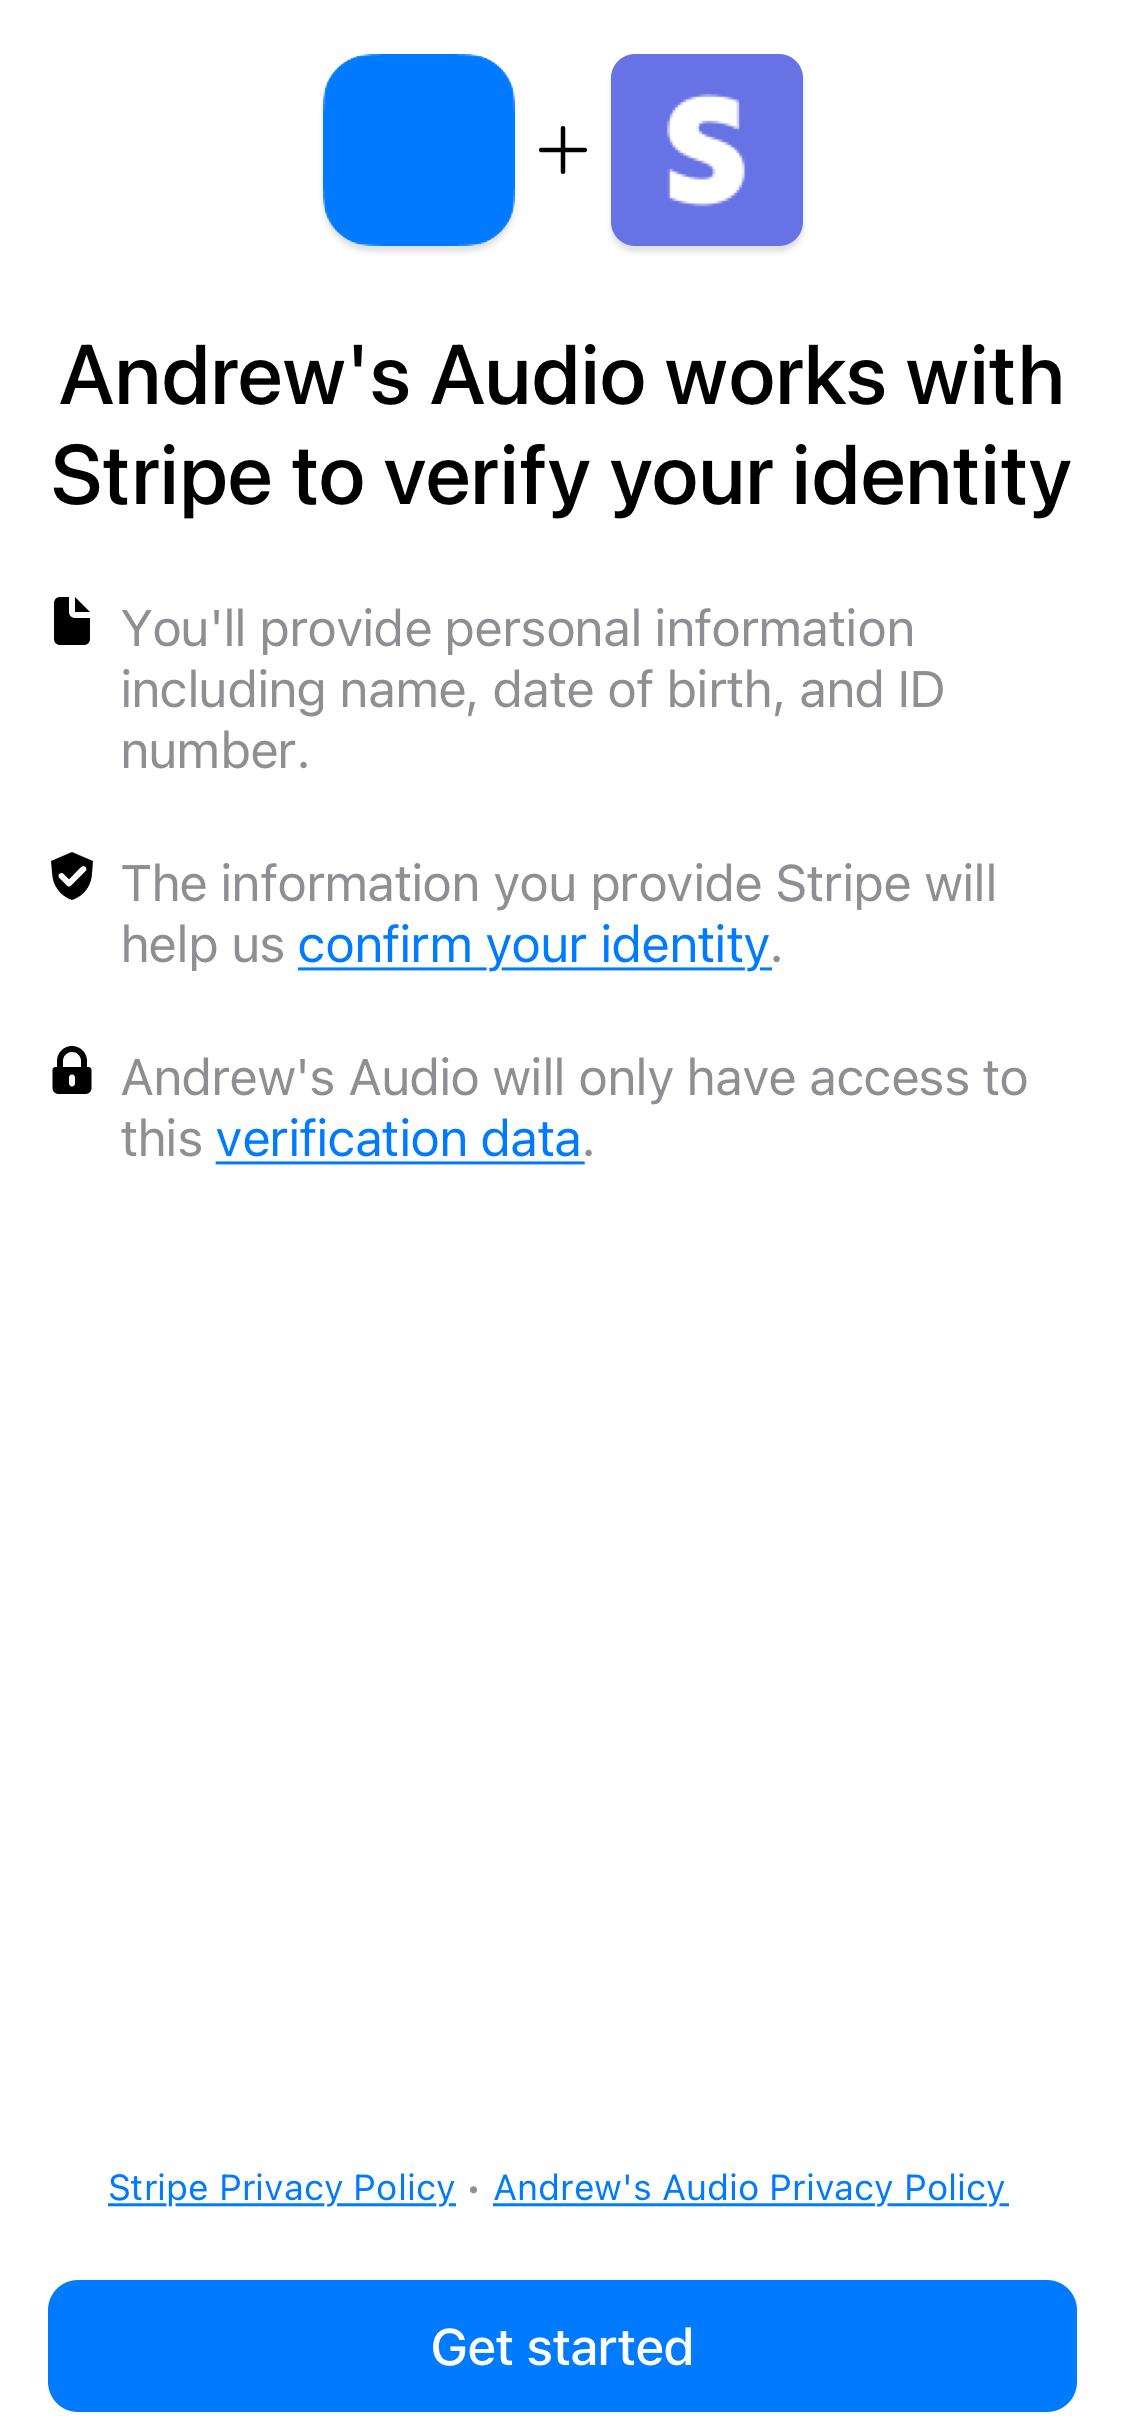 S
Andrew's Audio works with
Stripe to verify your identity
You'll provide personal information
including name, date of birth, and ID
number.
The information you provide Stripe will
help us confirm your identity.
Andrew's Audio will only have access to
this verification data.
Stripe Privacy Policy • Andrew's Audio Privacy Policy
Get started